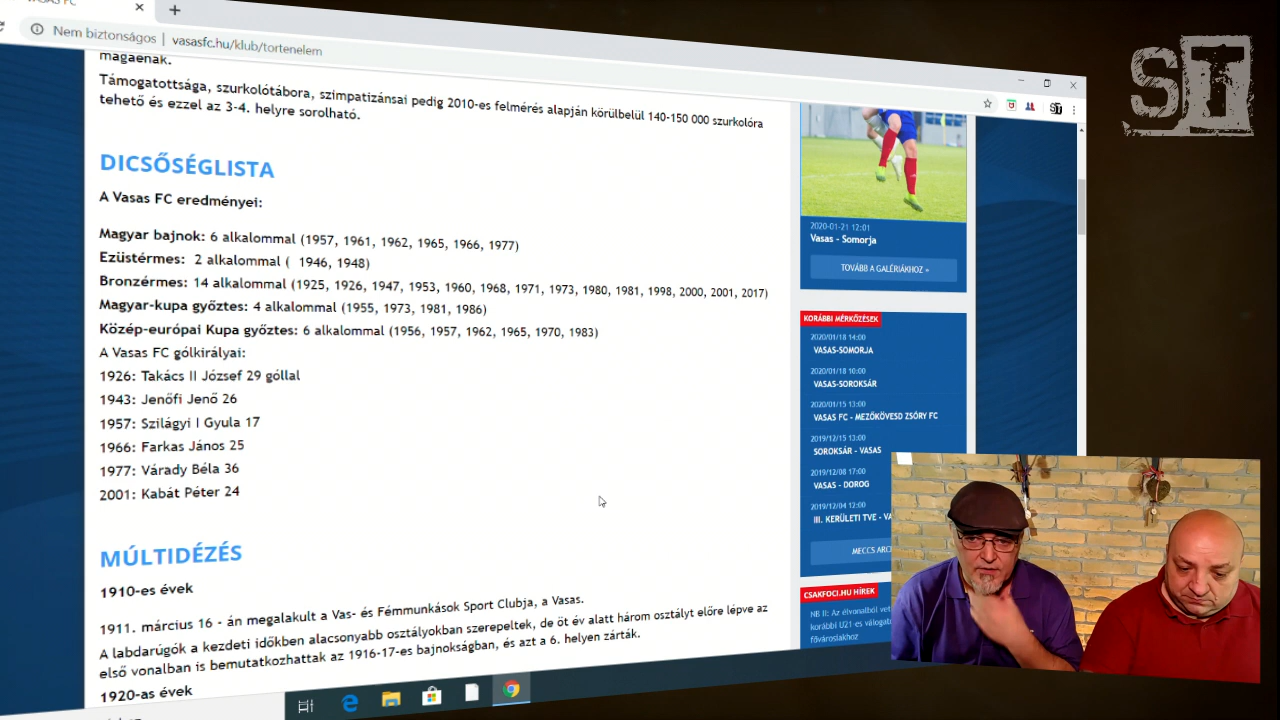 VASAS FC
Nem biztonságos | vasasfc.hu/klub/tortenelem
ST
magáénak.
Támogatottsága, szurkolótábora, szimpatizánsai pedig 2010-es felmérés alapján körülbelül 140-150 000 szurkolóra
tehető és ezzel az 3-4. helyre sorolható.
DICSŐSÉGLISTA
A Vasas FC eredményei:
Magyar bajnok: 6 alkalommal (1957, 1961, 1962, 1965, 1966, 1977)
Ezüstérmes: 2 alkalommal ( 1946, 1948)
Bronzérmes: 14 alkalommal (1925, 1926, 1947, 1953, 1960, 1968, 1971, 1973, 1980, 1981, 1998, 2000, 2001, 2017)
Magyar-kupa győztes: 4 alkalommal (1955, 1973, 1981, 1986)
Közép-európai Kupa győztes: 6 alkalommal (1956, 1957, 1962, 1965, 1970, 1983)
A Vasas FC gólkirályai:
1926: Takács II József 29 góllal
1943: Jenőfi Jenő 26
1957: Szilágyi I Gyula 17
1966: Farkas János 25
1977: Várady Béla 36
2001: Kabát Péter 24
MÚLTIDÉZÉS
1910-es évek
1911. március 16 - án megalakult a Vas- és Fémmunkások Sport Clubja, a Vasas.
A labdarúgók a kezdeti időkben alacsonyabb osztályokban szerepeltek, de öt év alatt három osztályt előre lépve az
első vonalban is bemutatkozhattak az 1916-17-es bajnokságban, és azt a 6. helyen zárták.
1920-as évek
2020-01-21 12:01
Vasas - Somorja
TOVÁBB A GALÉRIÁKHOZ »
KORÁBBI MÉRKŐZÉSEK
2020/01/18 14:00
VASAS-SOMORJA
2020/01/18 10:00
VASAS-SOROKSÁR
2020/01/15 13:00
VASAS FC - MEZŐKÖVESD ZSÓRY FC
2019/12/15 13:00
SOROKSÁR - VASAS
2019/12/08 17:00
VASAS - DOROG
2019/12/04 12:00
III. KERÜLETI TVE - VA
MECCS ARC
CSAKFOCI.HU HÍREK
NB II: Az élvonalból vet
korábbi U21-es válogato
fővárosiakhoz